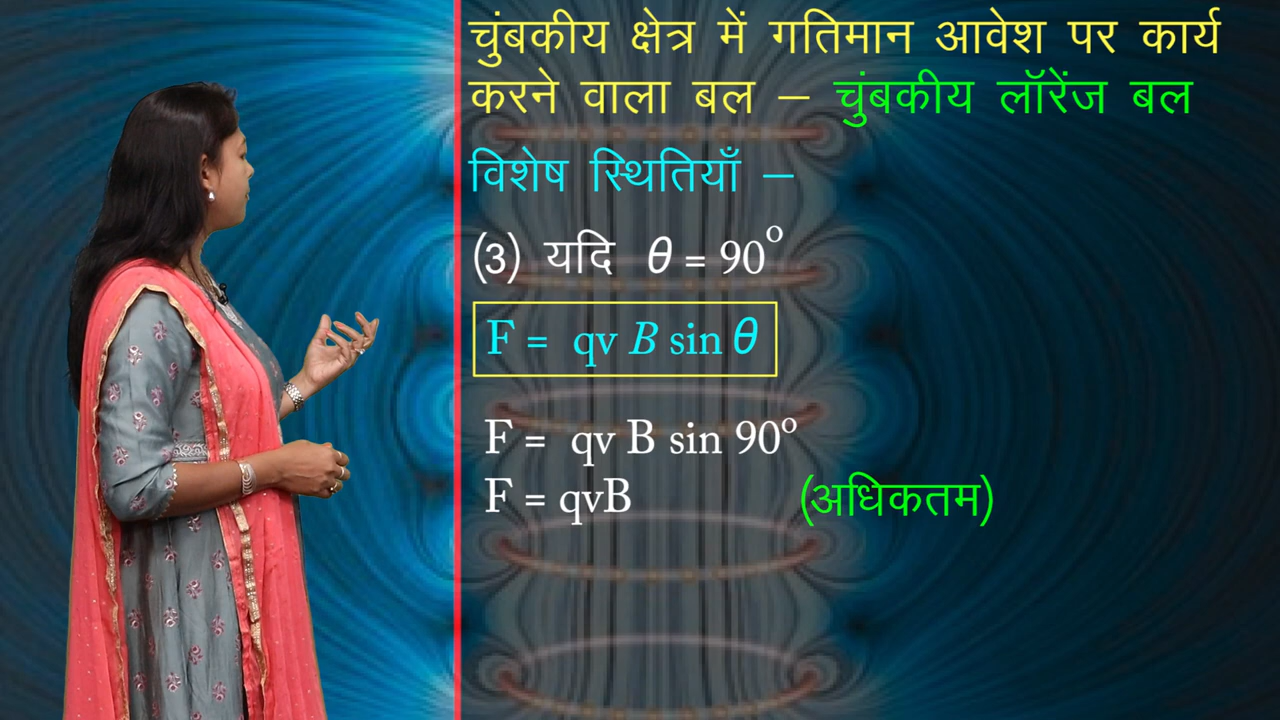 चुंबकीय क्षेत्र में गतिमान आवेश पर कार्य
करने वाला बल – चुंबकीय लॉरेंज बल
विशेष स्थितियाँ –
(3) यदि θ = 90°
F = qv B sin θ
F = qv B sin 90°
F = qvB (अधिकतम)